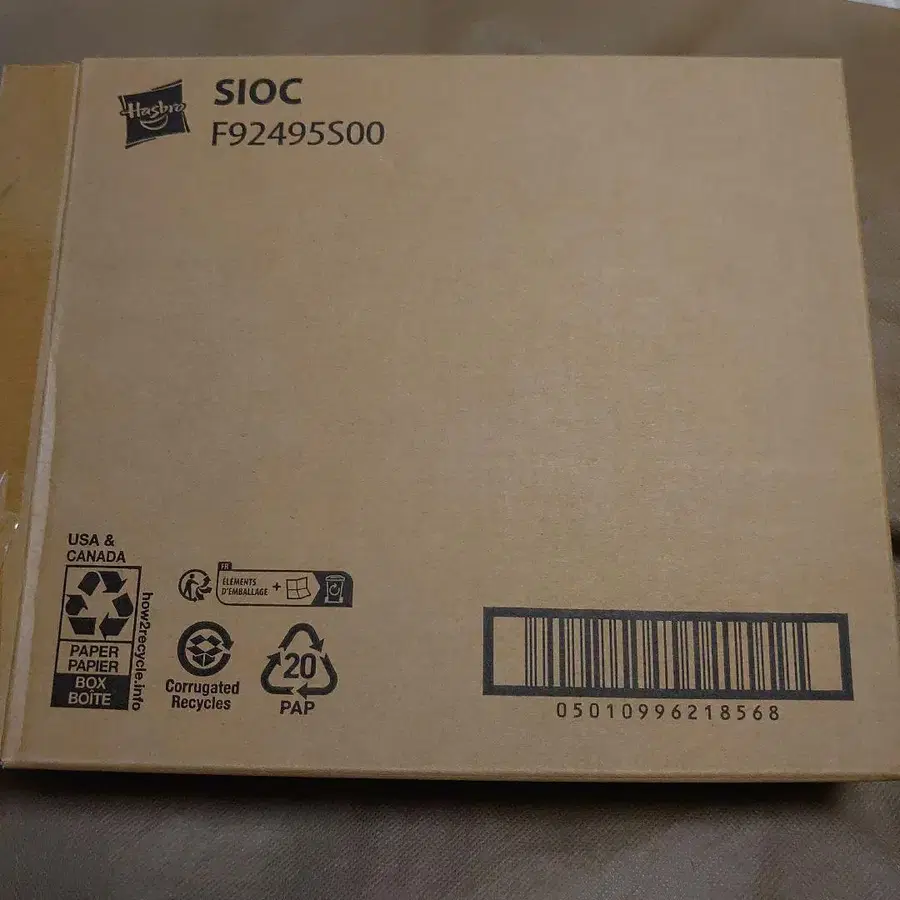 Hasbro
SIOC
F92495S00
USA &
CANADA
PAPER
PAPIER
BOX
BOÎTE
how2recycle.info
FR
ÉLÉMENTS
D'EMBALLAGE
+
Corrugated
Recycles
20
PAP
05010996218568